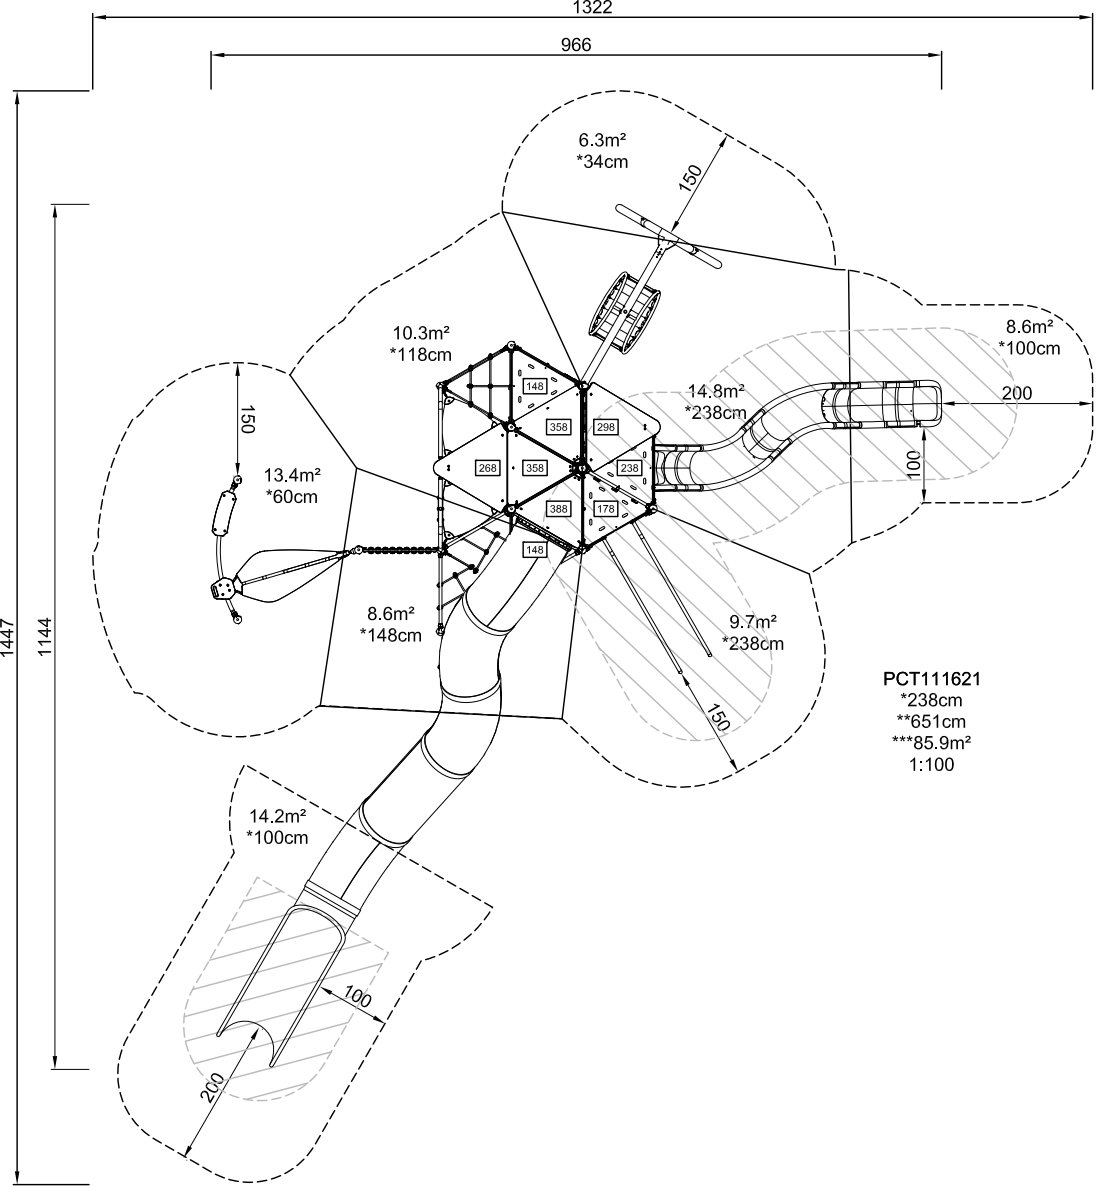 1322
966
6.3m²
*34cm
150
10.3m²
*118cm
8.6m²
*100cm
148
14.8m²
*238cm
200
150
358
298
13.4m²
*60cm
268
358
238
100
388
178
148
8.6m²
*148cm
9.7m²
*238cm
1447
1144
PCT111621
*238cm
**651cm
***85.9m²
1:100
150
14.2m²
*100cm
100
200